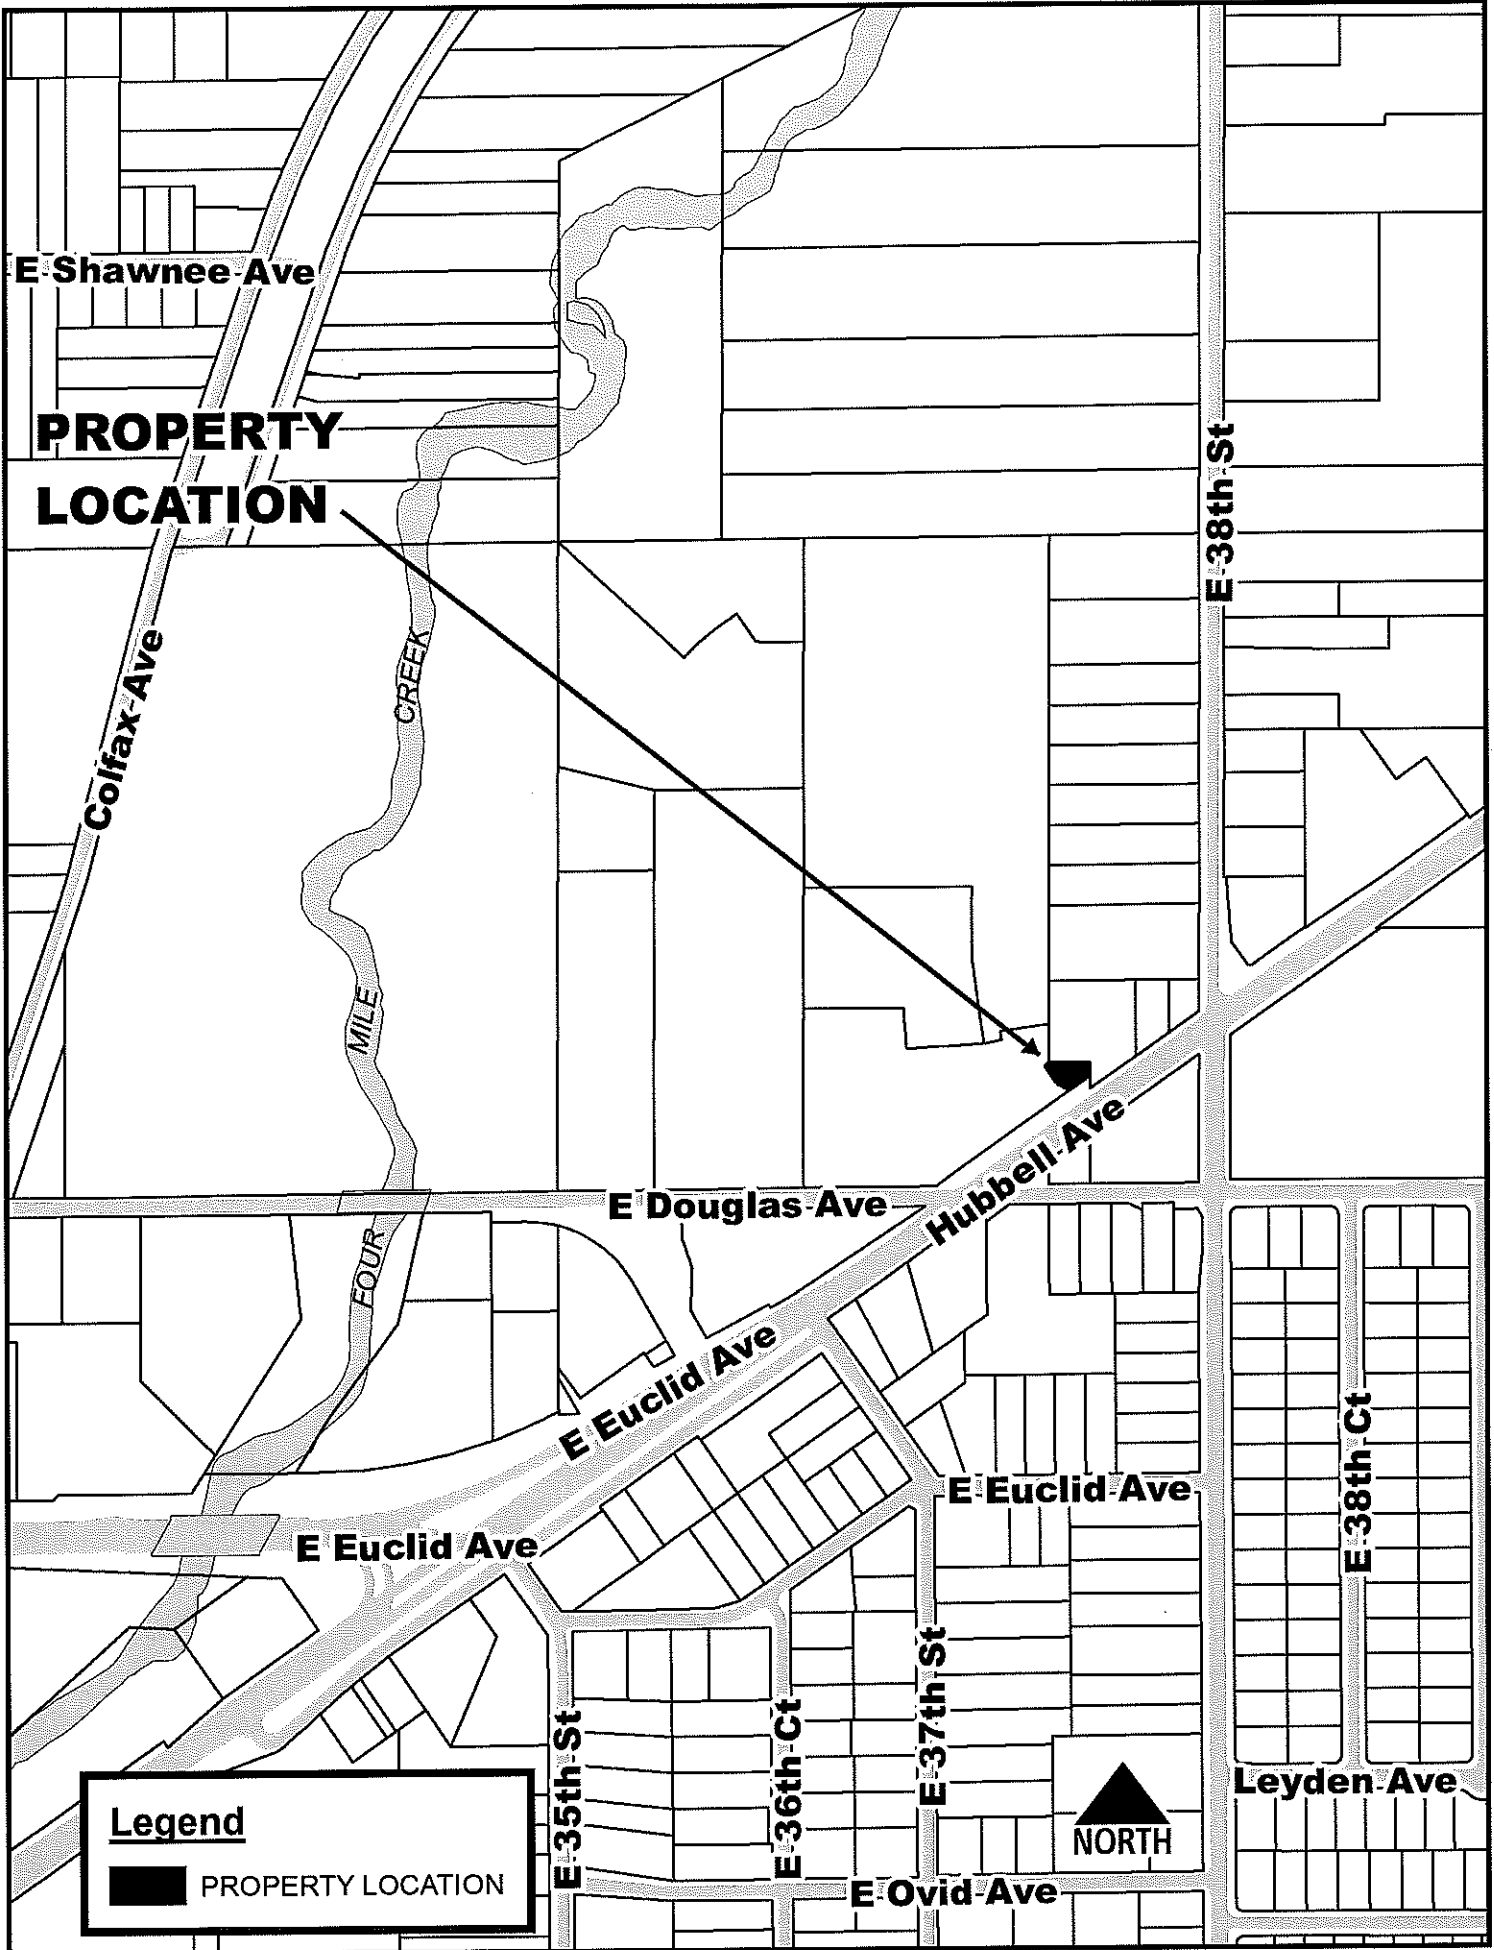 E Shawnee Ave
PROPERTY
LOCATION
E 38th St
CREEK
Colfax Ave
MILE
Hubbell Ave
E Douglas Ave
FOUR
E Euclid Ave
E Euclid Ave
E Euclid Ave
E 38th Ct
E 35th St
E 36th Ct
E 37th St
Leyden Ave
NORTH
E Ovid Ave
Legend
PROPERTY LOCATION